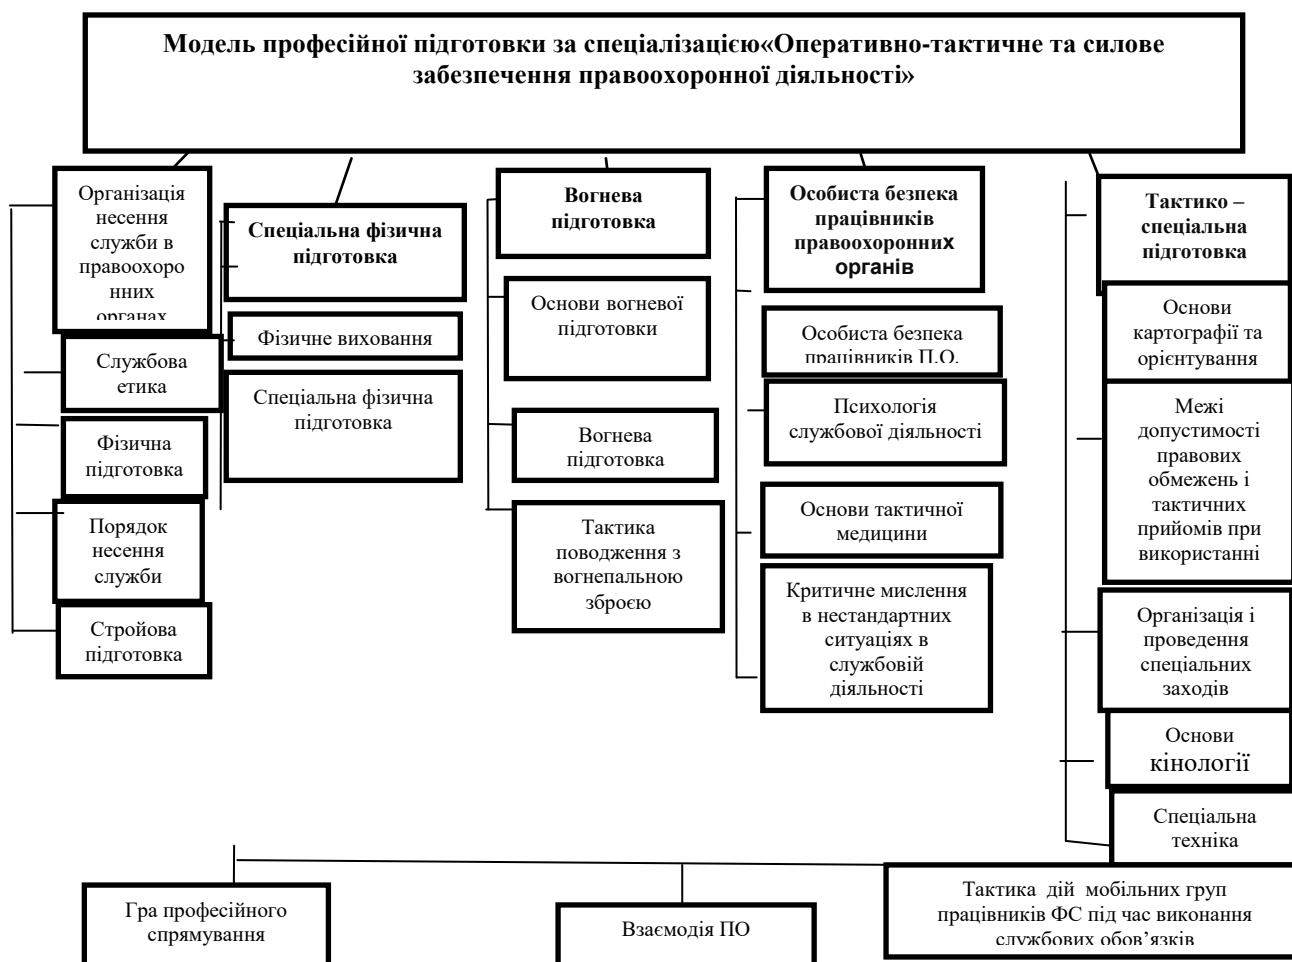 Модель професійної підготовки за спеціалізацією«Оперативно-тактичне та силове
забезпечення правоохоронної діяльності»
Організація
несення
служби в
правоохоро
нних
органах
Службова
етика
Фізична
підготовка
Порядок
несення
служби
Стройова
підготовка
Спеціальна фізична
підготовка
Фізичне виховання
Спеціальна фізична
підготовка
Вогнева
підготовка
Основи вогневої
підготовки
Вогнева
підготовка
Тактика
поводження з
вогнепальною
зброєю
Особиста безпека
працівників
правоохоронних
органів
Особиста безпека
працівників П.О.
Психологія
службової діяльності
Основи тактичної
медицини
Критичне мислення
в нестандартних
ситуаціях в
службовій
діяльності
Тактико –
спеціальна
підготовка
Основи
картографії та
орієнтування
Межі
допустимості
правових
обмежень і
тактичних
прийомів при
використанні
Організація і
проведення
спеціальних
заходів
Основи
кінології
Спеціальна
техніка
Гра професійного
спрямування
Взаємодія ПО
Тактика дій мобільних груп
працівників ФС під час виконання
службових обов’язків